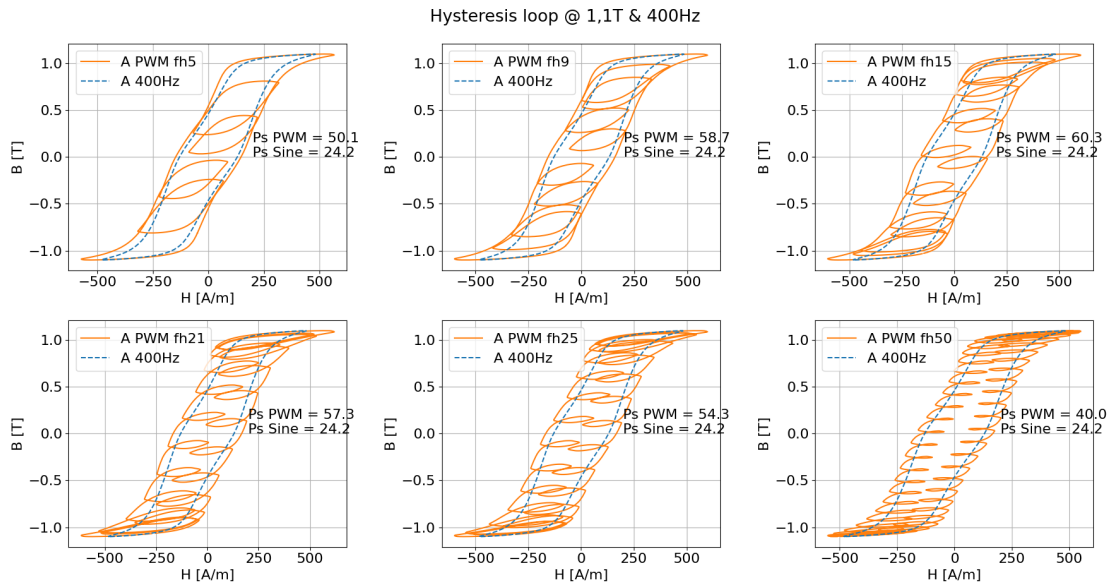 Hysteresis loop @ 1,1T & 400Hz
A PWM fh5
A 400Hz
Ps PWM = 50.1
Ps Sine = 24.2
B [T]
1.0
0.5
0.0
−0.5
−1.0
−500
−250
0
250
500
H [A/m]
A PWM fh9
A 400Hz
Ps PWM = 58.7
Ps Sine = 24.2
B [T]
1.0
0.5
0.0
−0.5
−1.0
−500
−250
0
250
500
H [A/m]
A PWM fh15
A 400Hz
Ps PWM = 60.3
Ps Sine = 24.2
B [T]
1.0
0.5
0.0
−0.5
−1.0
−500
−250
0
250
500
H [A/m]
A PWM fh21
A 400Hz
Ps PWM = 57.3
Ps Sine = 24.2
B [T]
1.0
0.5
0.0
−0.5
−1.0
−500
−250
0
250
500
H [A/m]
A PWM fh25
A 400Hz
Ps PWM = 54.3
Ps Sine = 24.2
B [T]
1.0
0.5
0.0
−0.5
−1.0
−500
−250
0
250
500
H [A/m]
A PWM fh50
A 400Hz
Ps PWM = 40.0
Ps Sine = 24.2
B [T]
1.0
0.5
0.0
−0.5
−1.0
−500
−250
0
250
500
H [A/m]